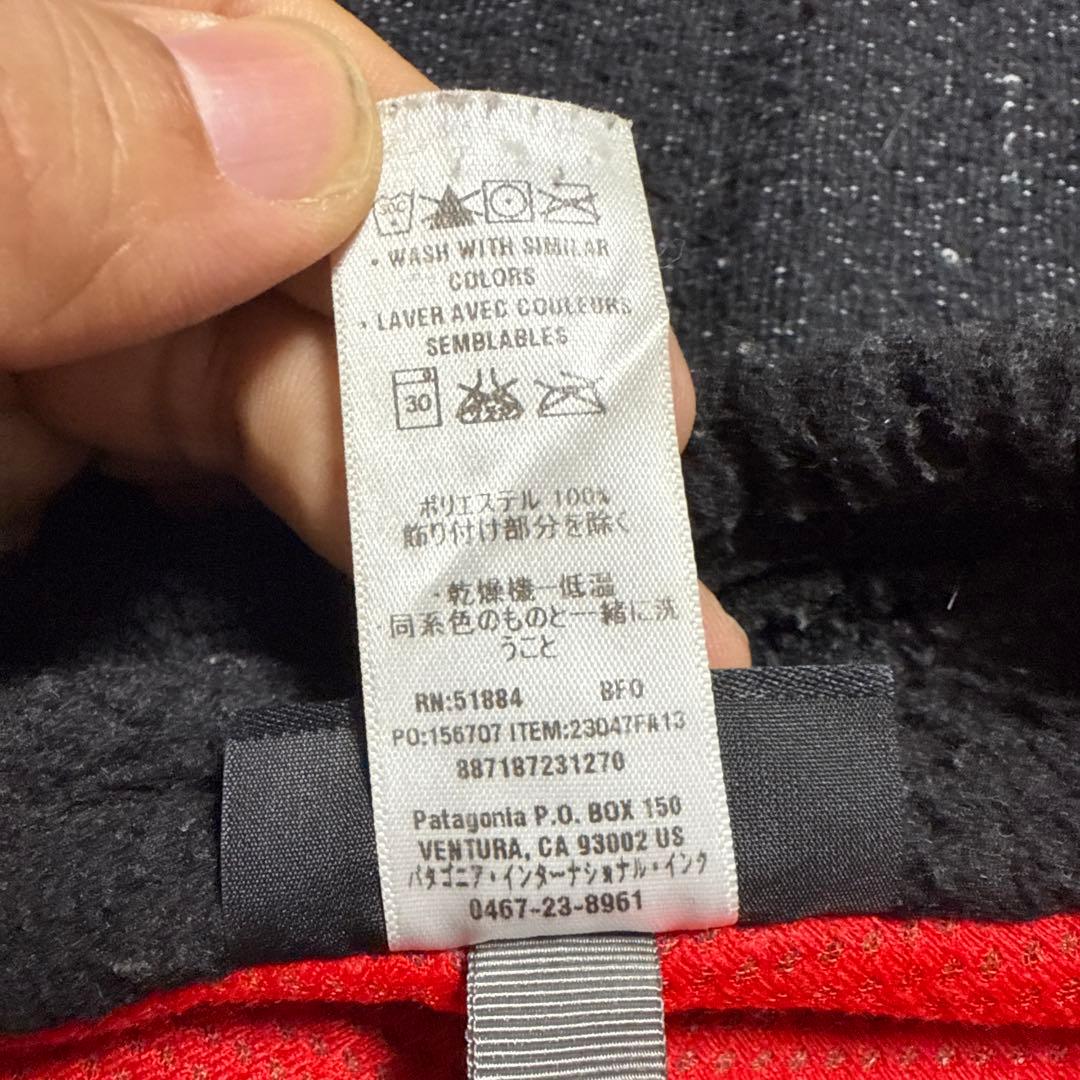 • WASH WITH SIMILAR
COLORS
• LAVER AVEC COULEURS
SEMBLABLES
30
ポリエステル 100%
飾り付け部分を除く
・乾燥機一低温
同系色のものと一緒に洗
うこと
RN:51884 BFO
PO:156707 ITEM:23047FA13
887187231270
Patagonia P.O. BOX 150
VENTURA, CA 93002 US
パタゴニア・インターナショナル・インク
0467-23-8961